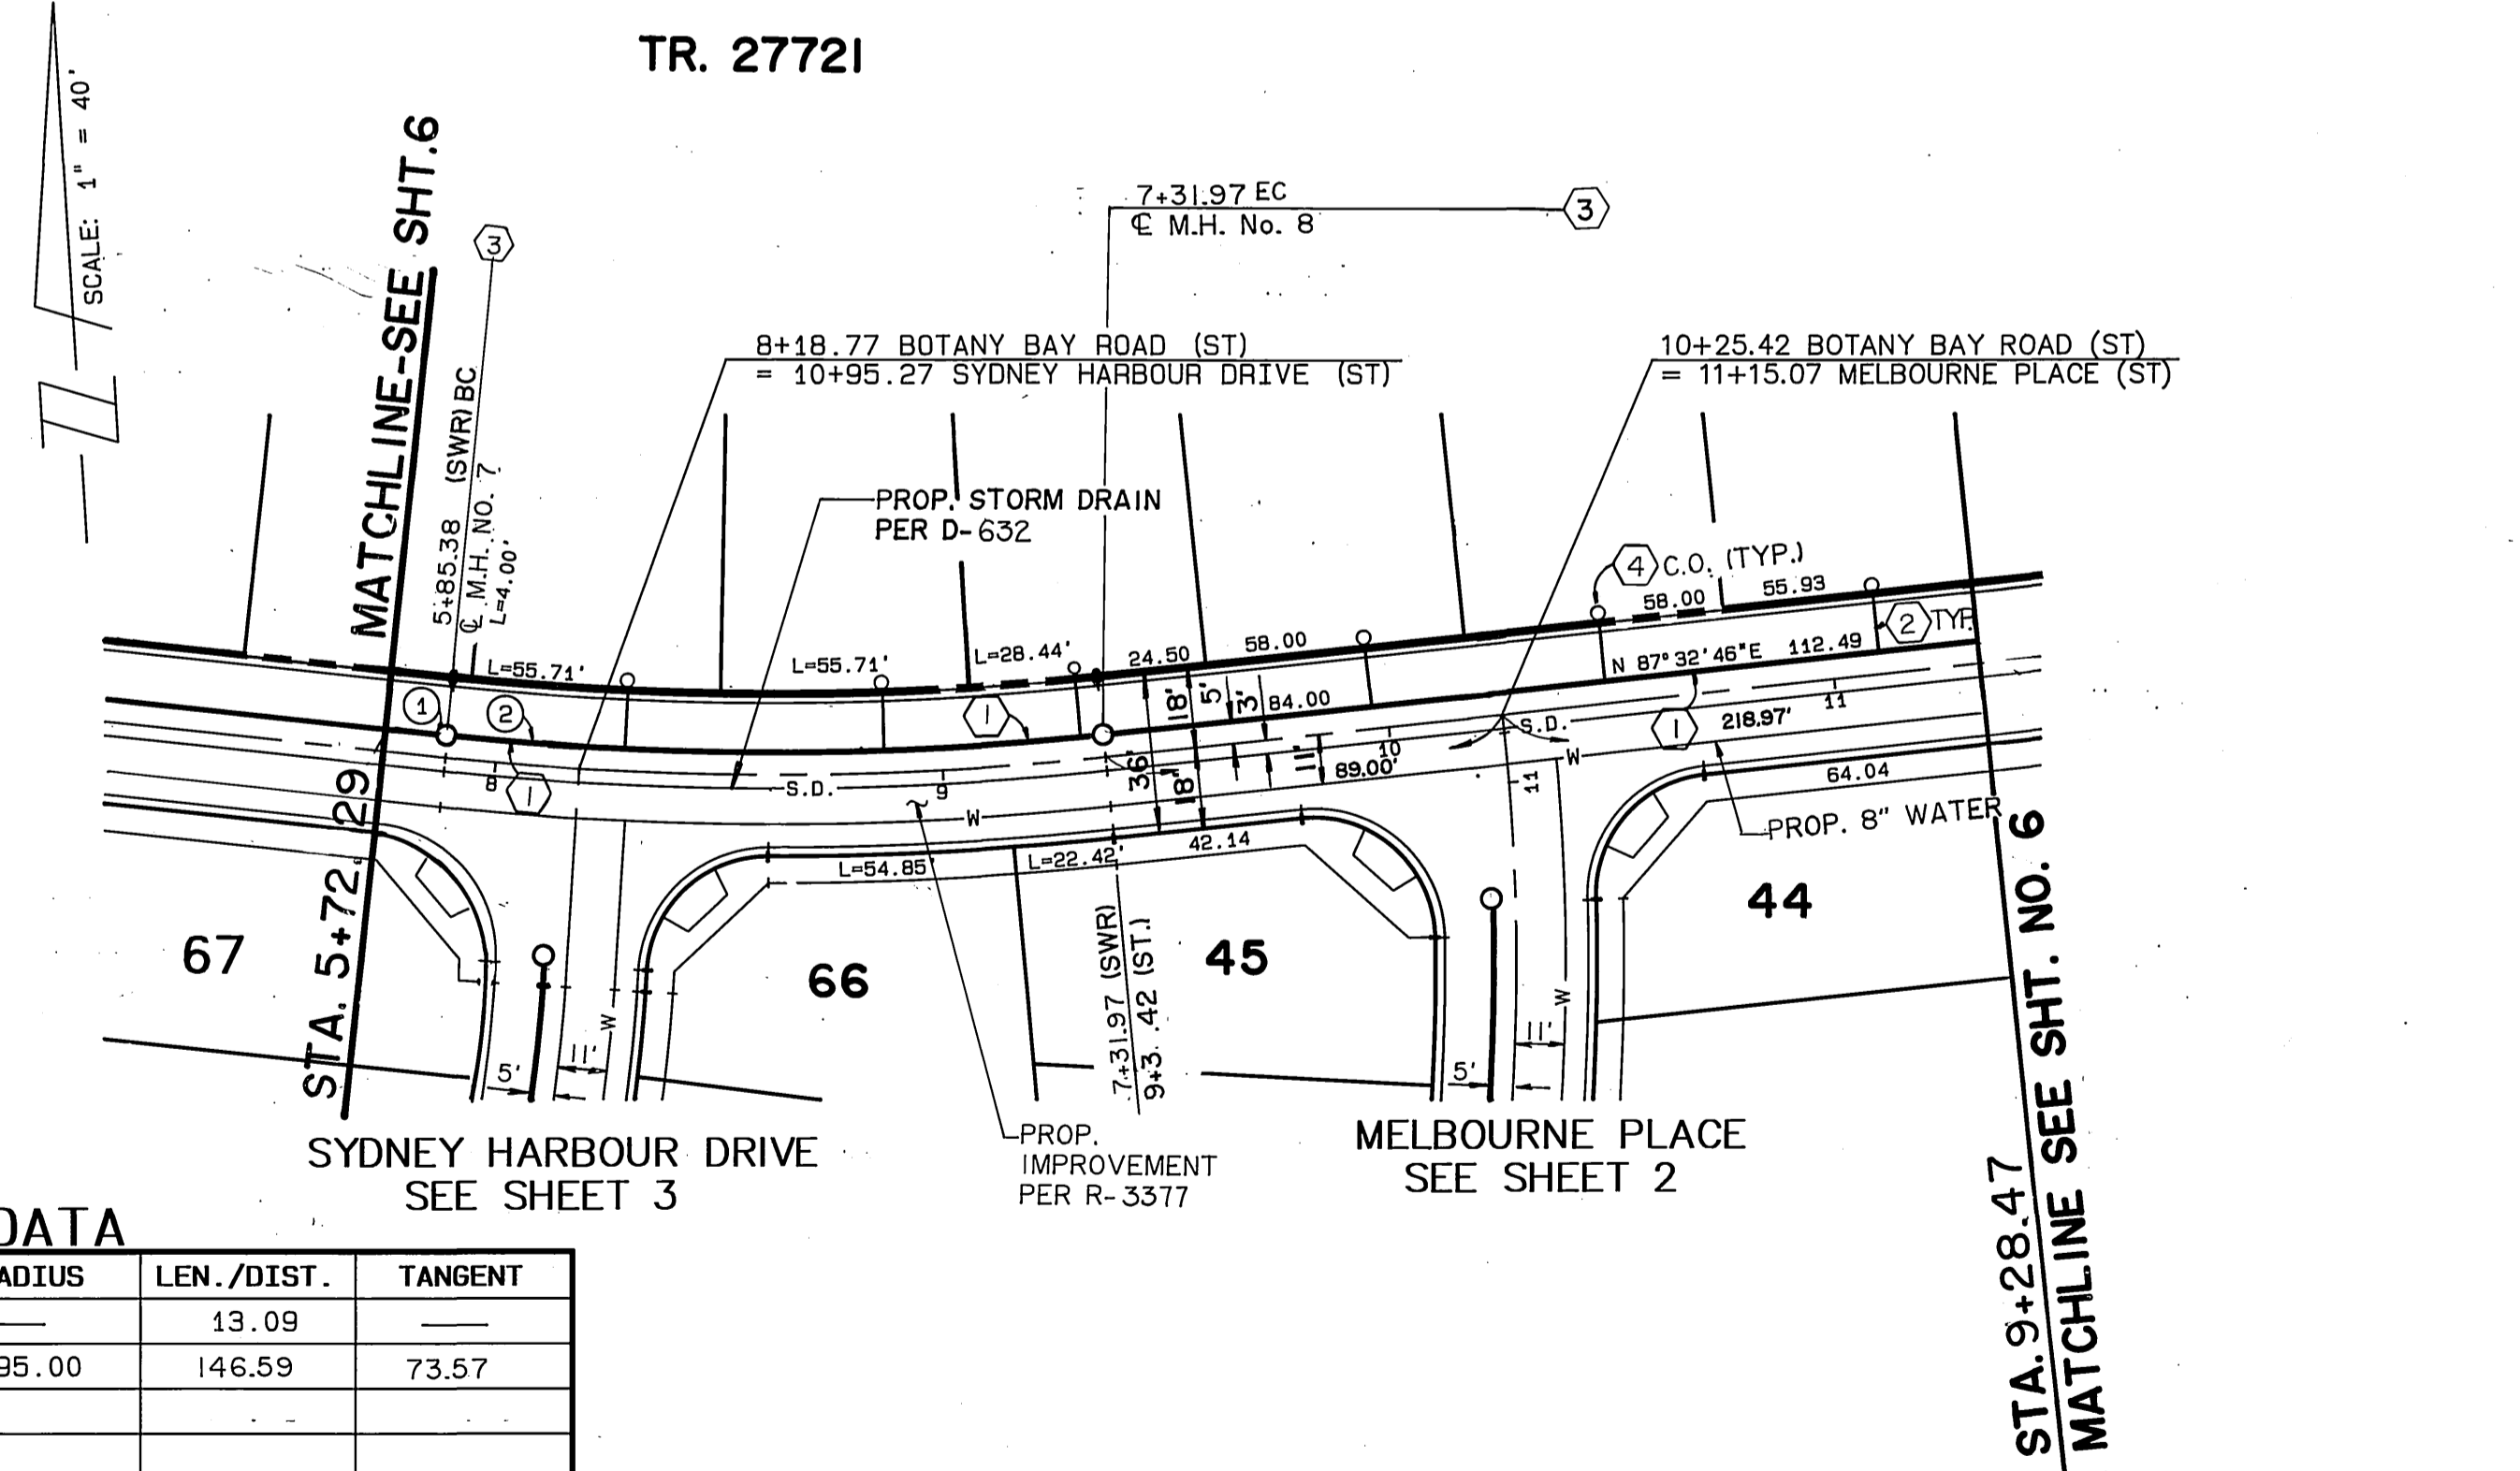 TR. 27721
SCALE: 1" = 40'
MATCHLINE-SEE SHT.6
3
7+31.97 EC
℄ M.H. No. 8
3
8+18.77 BOTANY BAY ROAD (ST)
= 10+95.27 SYDNEY HARBOUR DRIVE (ST)
10+25.42 BOTANY BAY ROAD (ST)
= 11+15.07 MELBOURNE PLACE (ST)
5+85.38 (SWR) BC
℄ M.H. NO. 7
L=4.00'
PROP. STORM DRAIN
PER D-632
4 C.O. (TYP.)
58.00
55.93
2 TYP.
L=55.71'
L=55.71'
L=28.44'
24.50
58.00
N 87° 32' 46" E 112.49
1
2
1
18'
5'
3'
84.00
1
218.97'
11
S.D.
8
1
S.D.
9
36'
18'
11'
10
89.00'
W
11
W
64.04
PROP. 8" WATER
STA. 5+72.29
L=54.85'
L=22.42'
42.14
67
66
45
44
7+31.97 (SWR)
9+3 .42 (ST.)
W
W
5'
11'
5'
11'
SYDNEY HARBOUR DRIVE
SEE SHEET 3
PROP.
IMPROVEMENT
PER R-3377
MELBOURNE PLACE
SEE SHEET 2
STA.9+28.47
MATCHLINE SEE SHT. NO. 6
DATA
ADIUS LEN./DIST. TANGENT
— 13.09 —
95.00 146.59 73.57